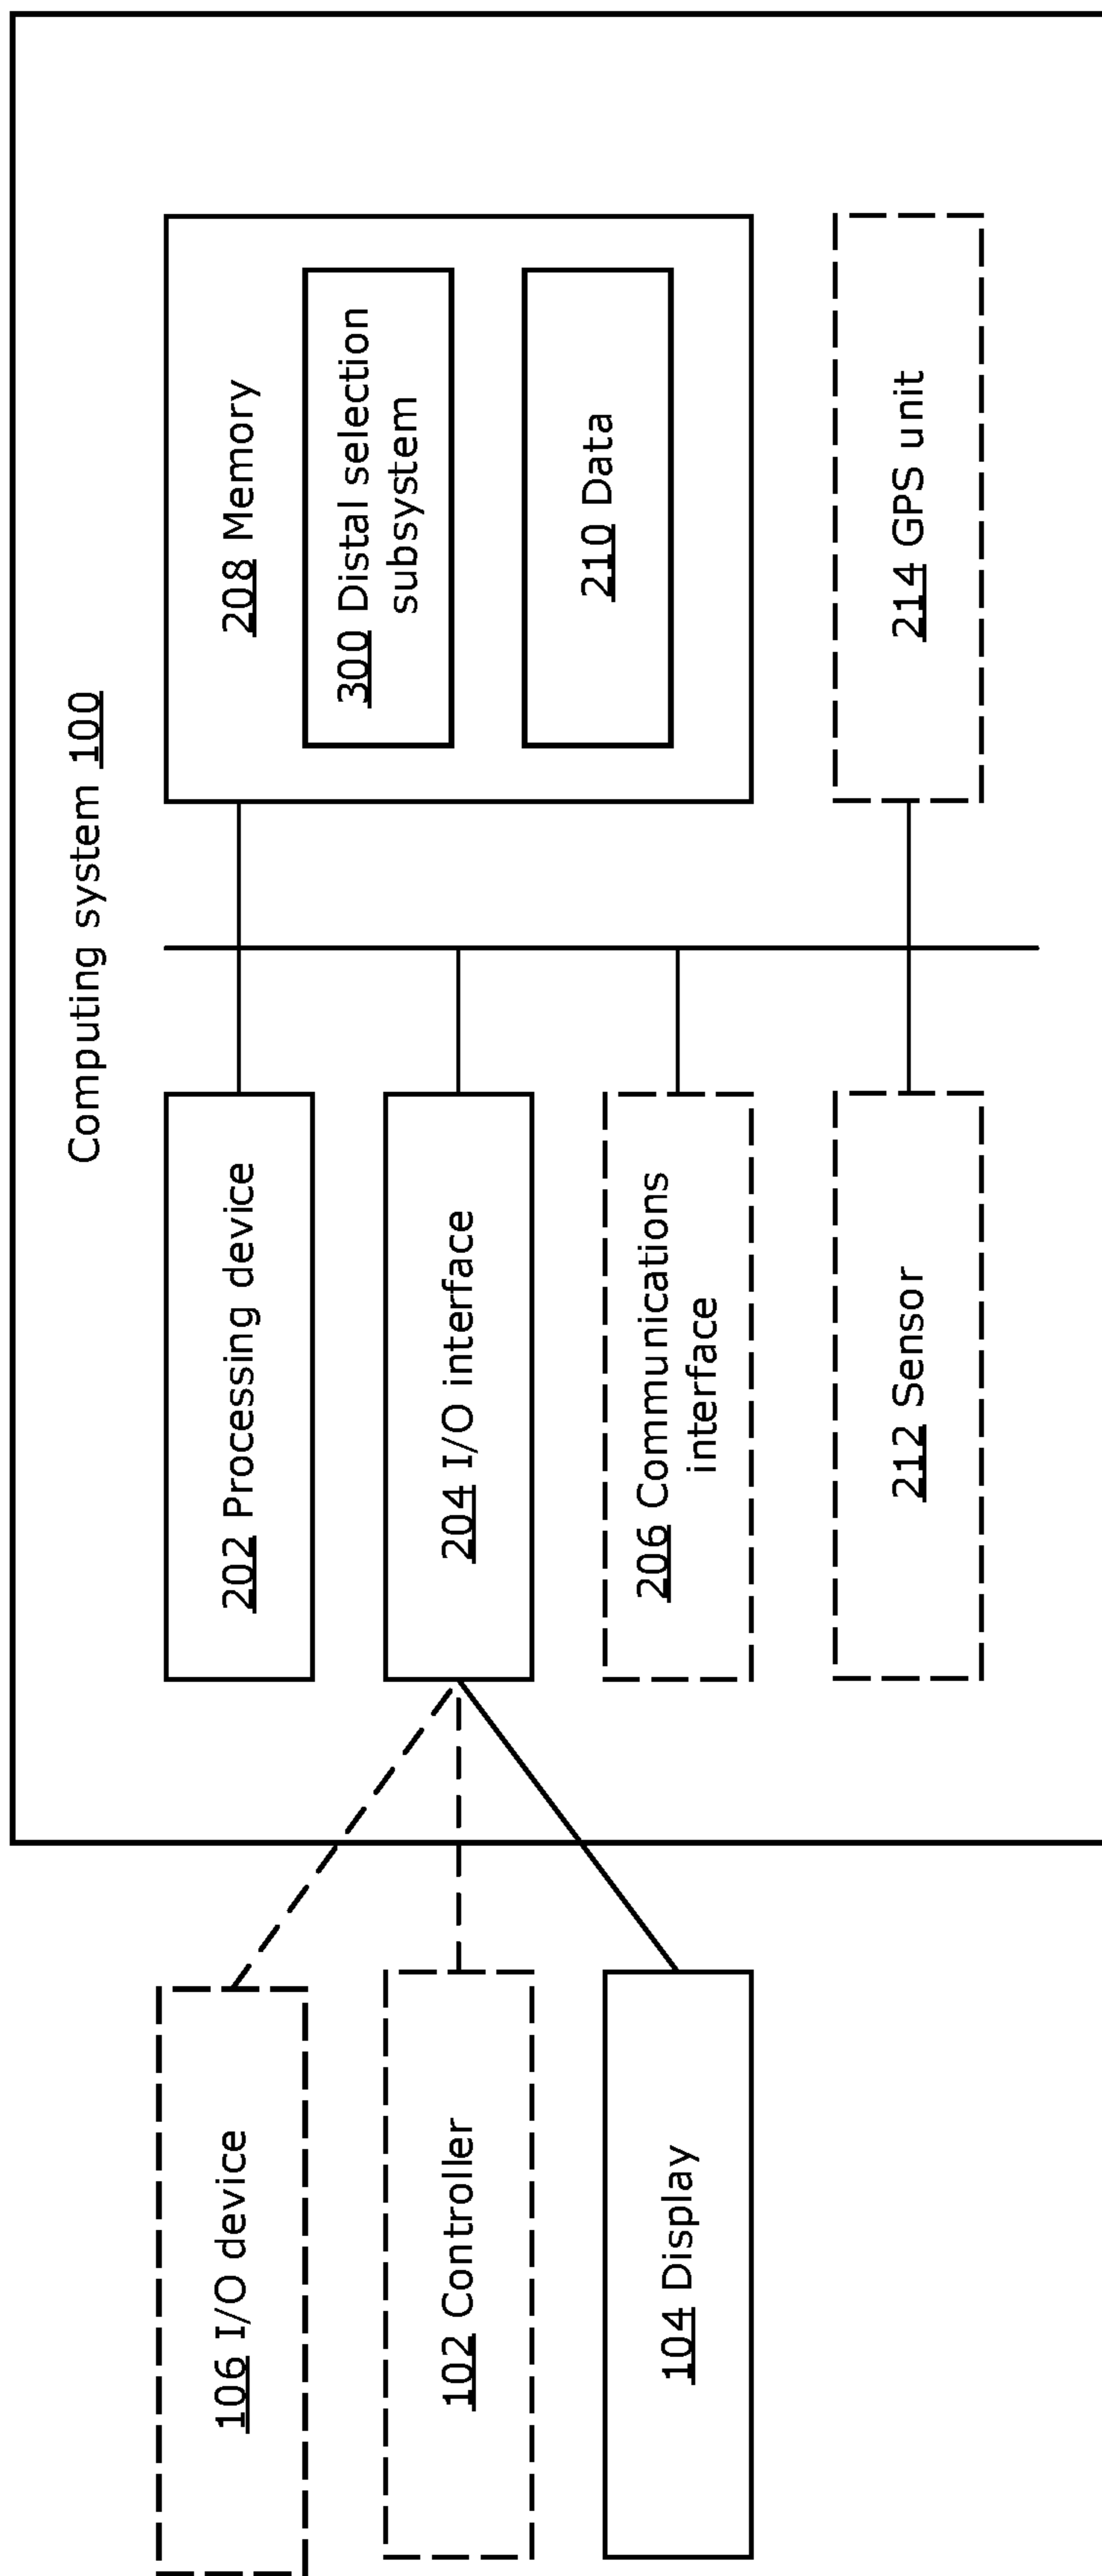 Computing system 100
106 I/O device
102 Controller
104 Display
202 Processing device
204 I/O interface
206 Communications
interface
212 Sensor
208 Memory
300 Distal selection
subsystem
210 Data
214 GPS unit